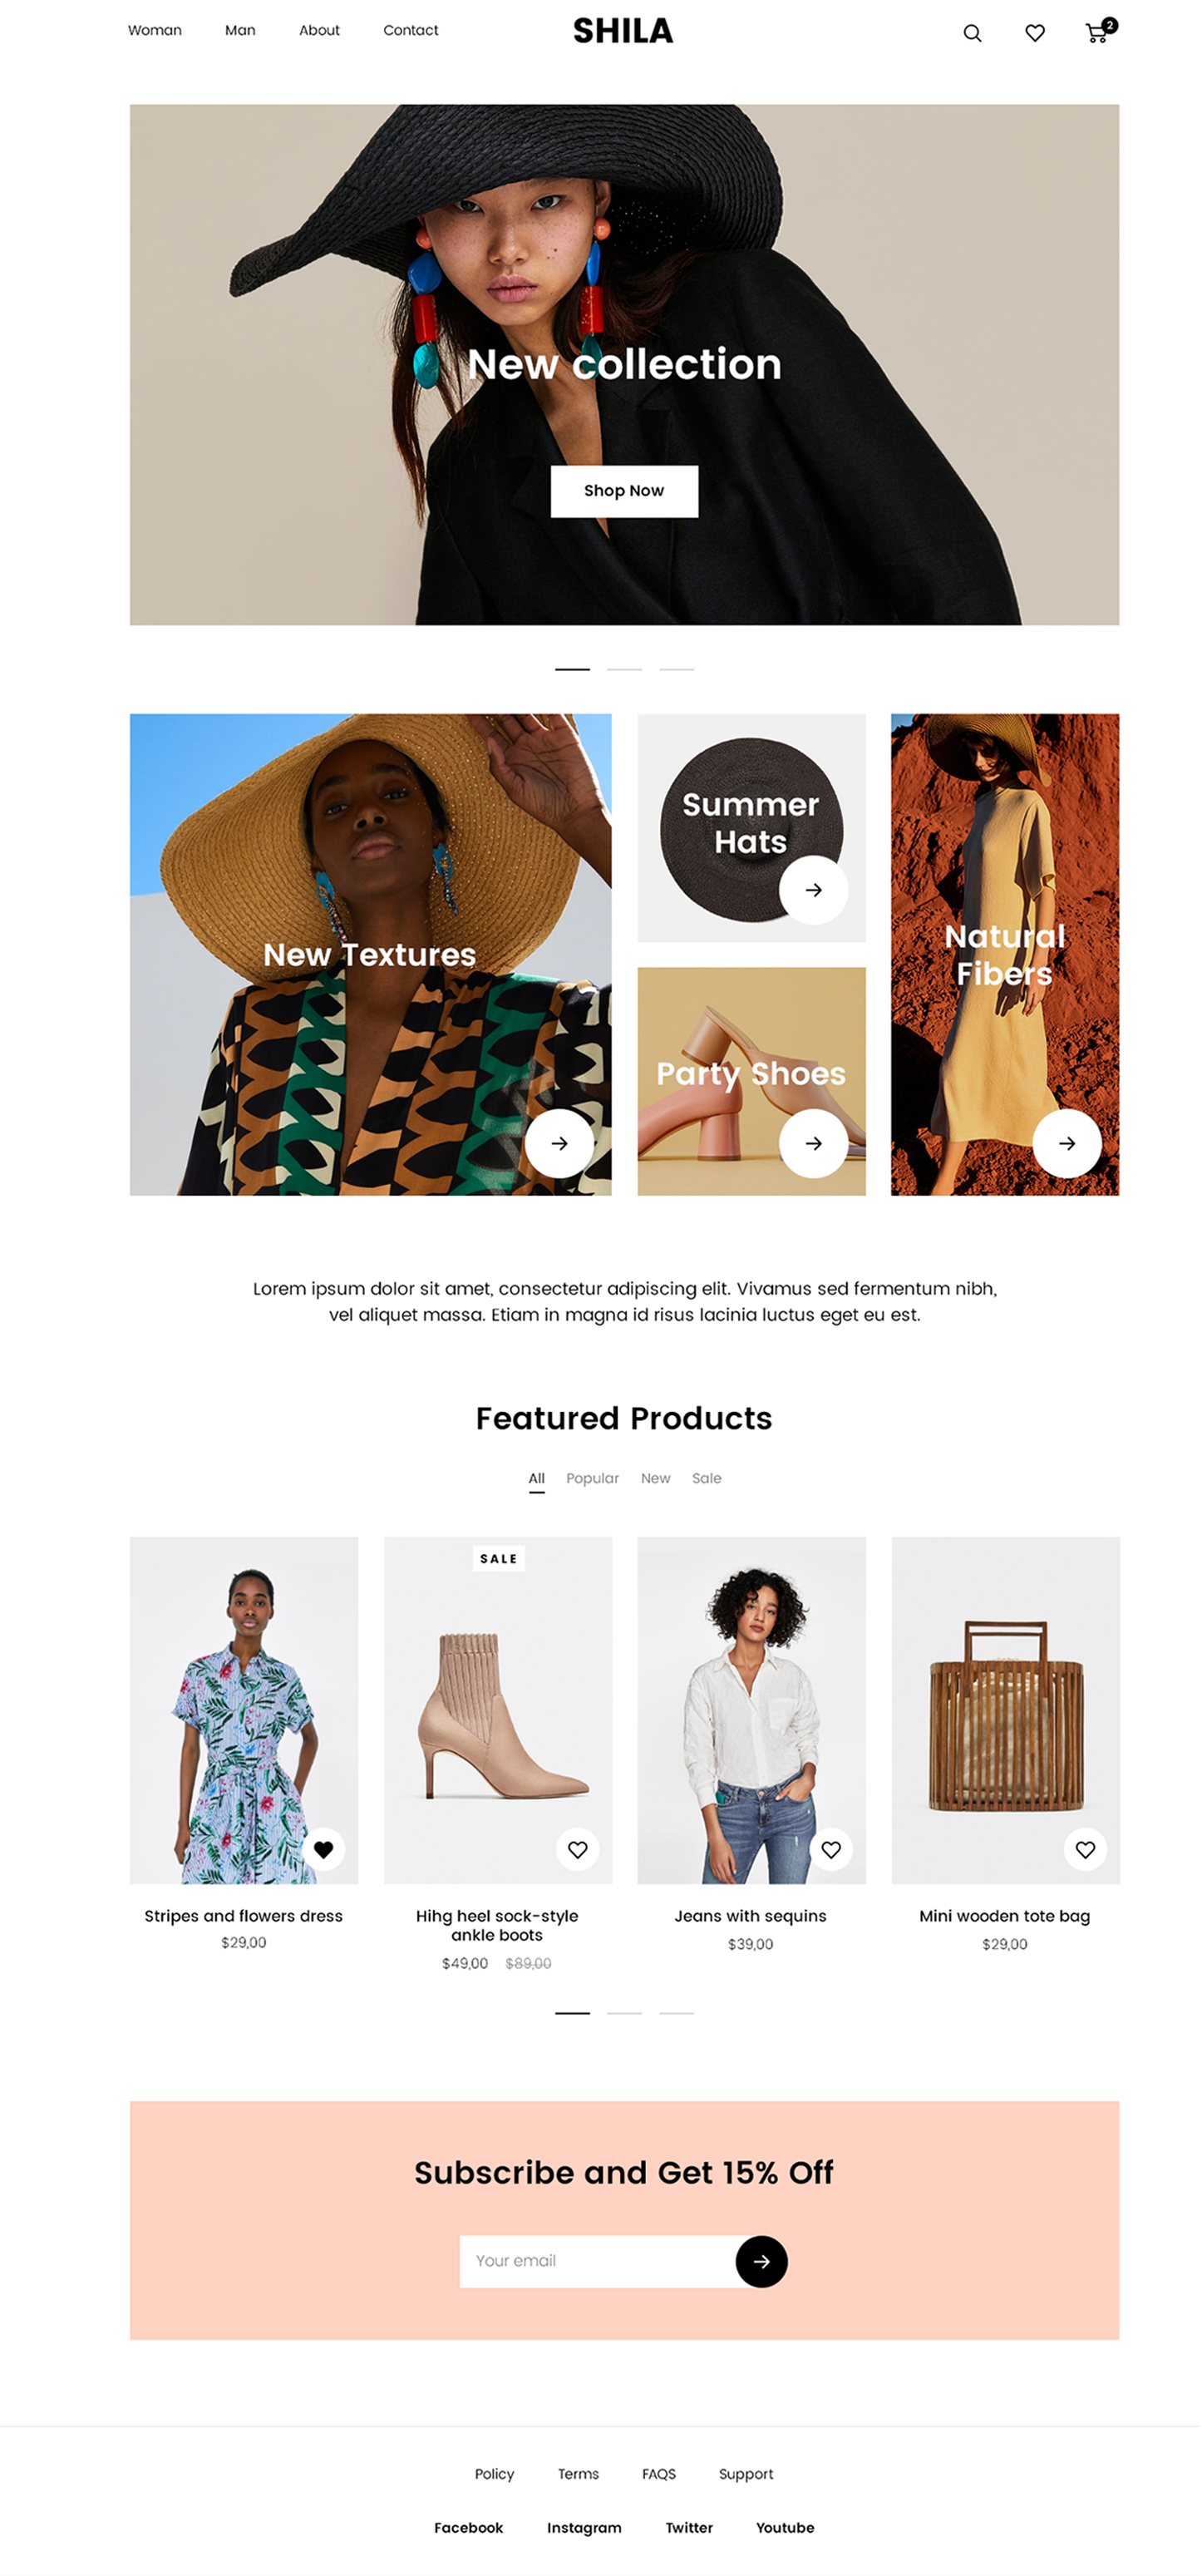 Woman Man About Contact SHILA 2
New collection
Shop Now
New Textures
Summer
Hats
Party Shoes
Natural
Fibers
Lorem ipsum dolor sit amet, consectetur adipiscing elit. Vivamus sed fermentum nibh,
vel aliquet massa. Etiam in magna id risus lacinia luctus eget eu est.
Featured Products
All Popular New Sale
SALE
Stripes and flowers dress
$29,00
Hihg heel sock-style
ankle boots
$49,00 $89,00
Jeans with sequins
$39,00
Mini wooden tote bag
$29,00
Subscribe and Get 15% Off
Your email
Policy Terms FAQS Support
Facebook Instagram Twitter Youtube